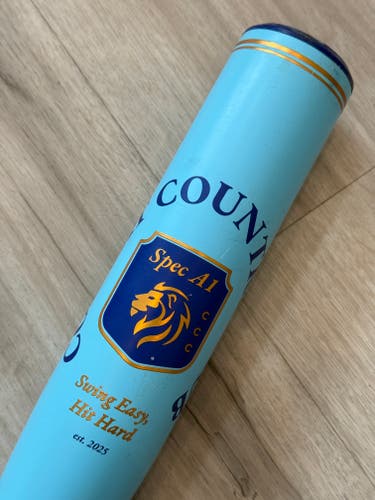 COUNT
Spec A1
C
C
C
Swing Easy,
Hit Hard
est. 2025